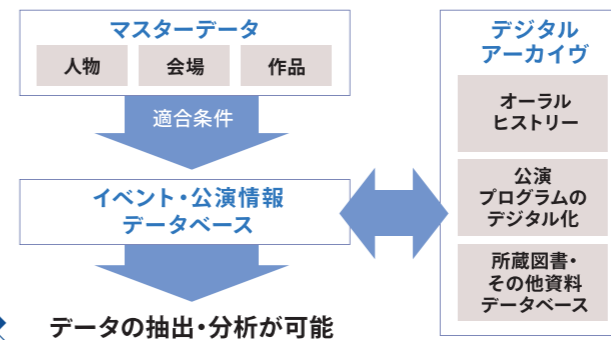 マスターデータ
人物
会場
作品
適合条件
イベント・公演情報
データベース
データの抽出・分析が可能
デジタル
アーカイヴ
オーラル
ヒストリー
公演
プログラムの
デジタル化
所蔵図書・
その他資料
データベース